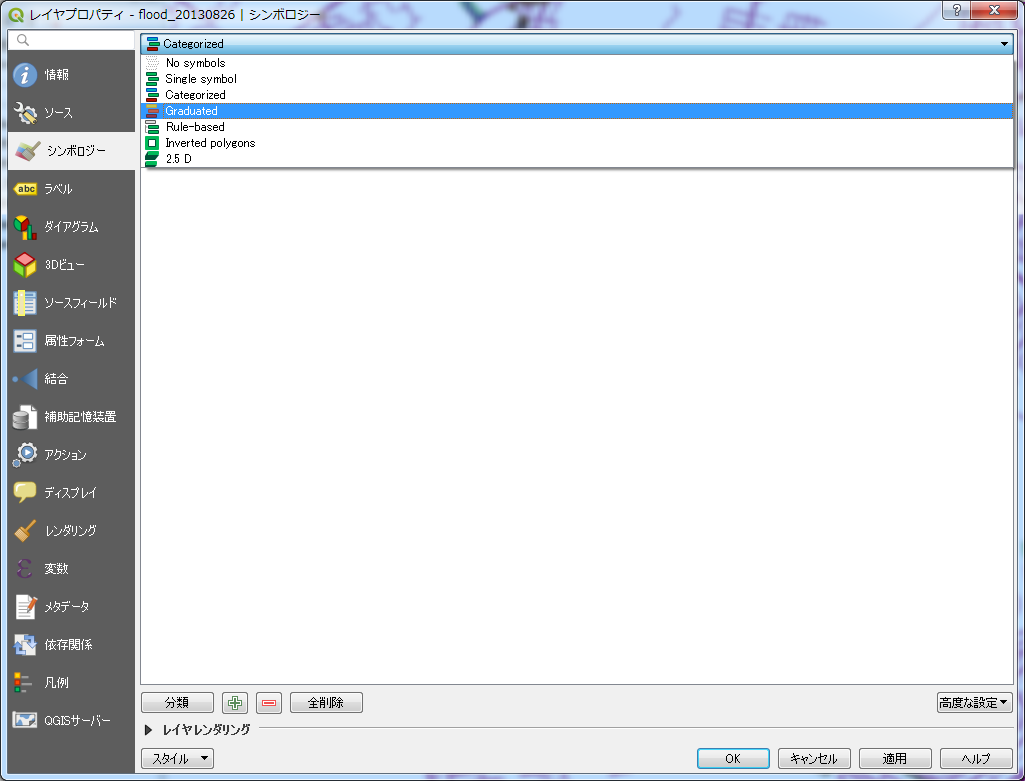 レイヤプロパティ - flood_20130826 | シンボロジー
Categorized
No symbols
Single symbol
Categorized
Graduated
Rule-based
Inverted polygons
2.5 D
情報
ソース
シンボロジー
abc ラベル
ダイアグラム
3Dビュー
ソースフィールド
属性フォーム
結合
補助記憶装置
アクション
ディスプレイ
レンダリング
変数
メタデータ
依存関係
凡例
QGISサーバー
分類
全削除
高度な設定
レイヤレンダリング
スタイル
OK
キャンセル
適用
ヘルプ